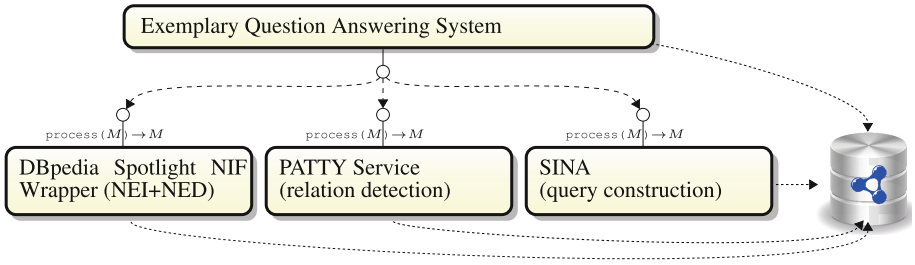 Exemplary Question Answering System
process(M)→M
process(M)→M
process(M)→M
DBpedia Spotlight NIF
Wrapper (NEI+NED)
PATTY Service
(relation detection)
SINA
(query construction)